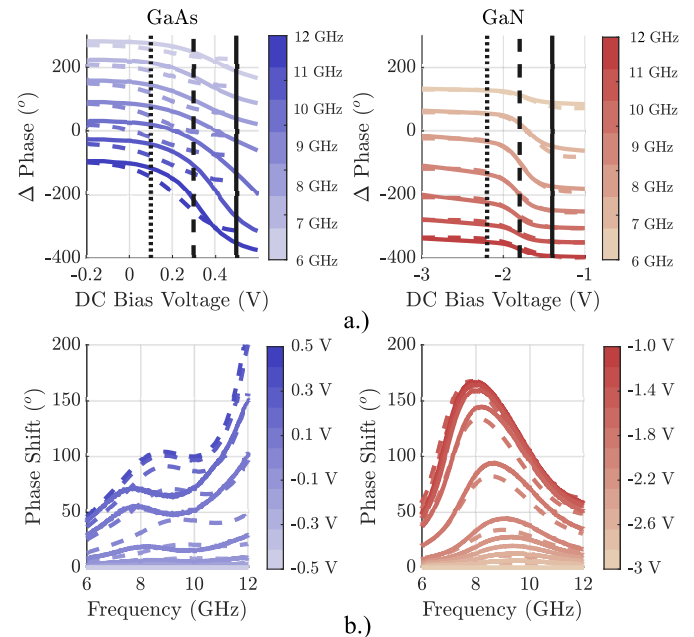 GaAs
GaN
Δ Phase (°)
200
0
-200
-400
-0.2
0
0.2
0.4
DC Bias Voltage (V)
12 GHz
11 GHz
10 GHz
9 GHz
8 GHz
7 GHz
6 GHz
Δ Phase (°)
200
0
-200
-400
-3
-2
-1
DC Bias Voltage (V)
12 GHz
11 GHz
10 GHz
9 GHz
8 GHz
7 GHz
6 GHz
a.)
Phase Shift (°)
200
150
100
50
0
6
8
10
12
Frequency (GHz)
0.5 V
0.3 V
0.1 V
-0.1 V
-0.3 V
-0.5 V
Phase Shift (°)
200
150
100
50
0
6
8
10
12
Frequency (GHz)
-1.0 V
-1.4 V
-1.8 V
-2.2 V
-2.6 V
-3 V
b.)